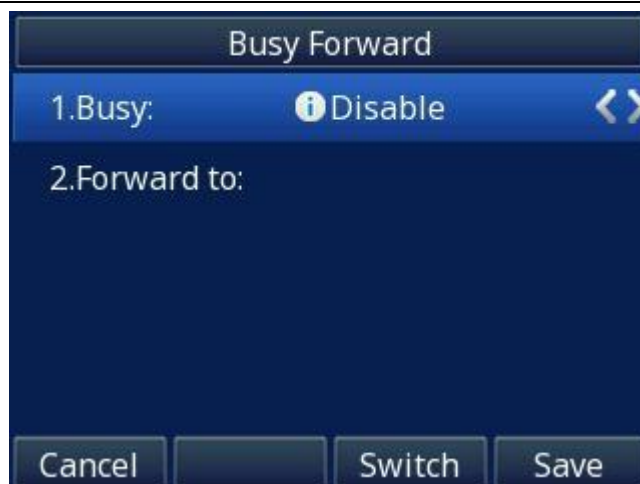 Busy Forward
1.Busy: Disable
2.Forward to:
Cancel Switch Save